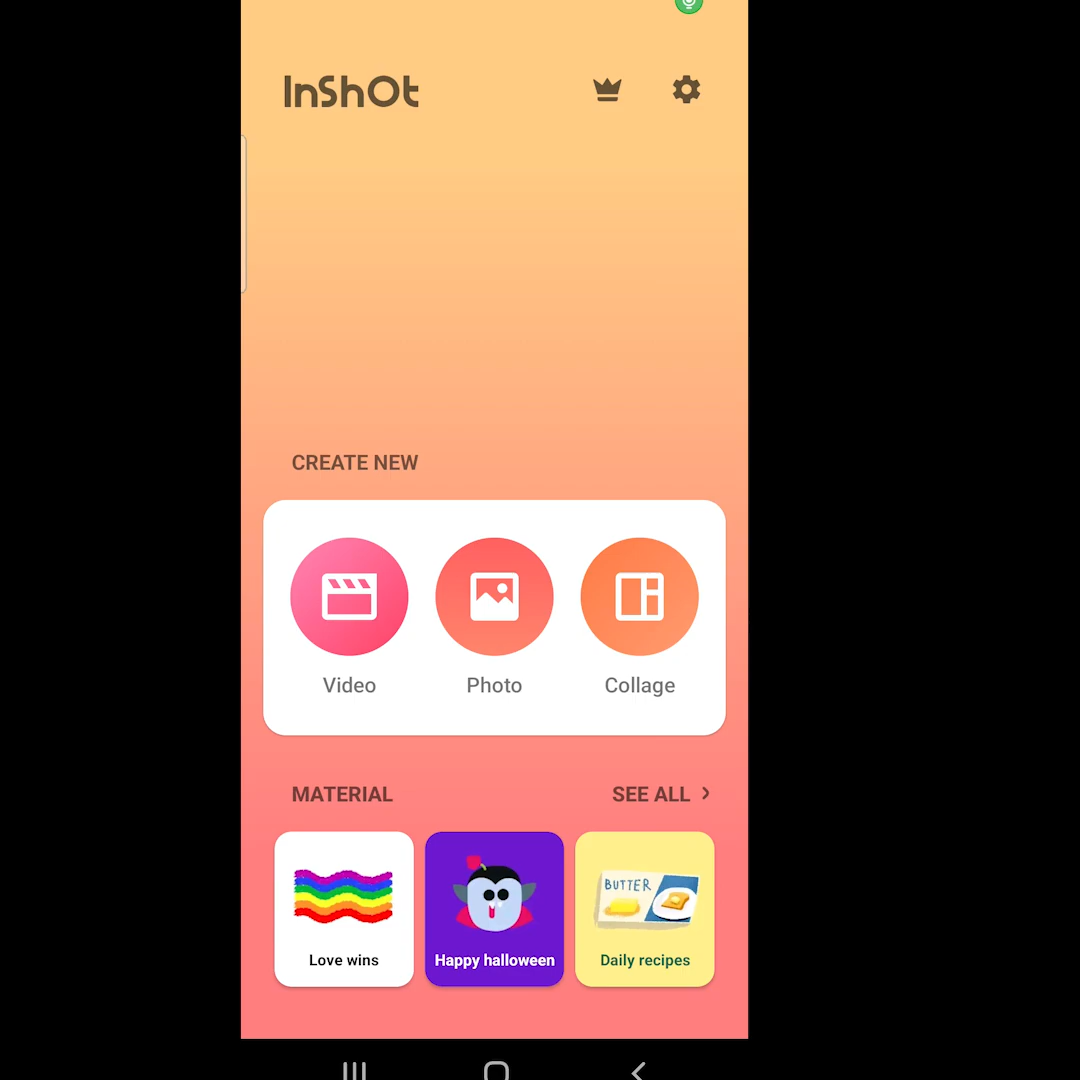 InShOt
CREATE NEW
Video Photo Collage
MATERIAL SEE ALL
BUTTER
Love wins Happy halloween Daily recipes